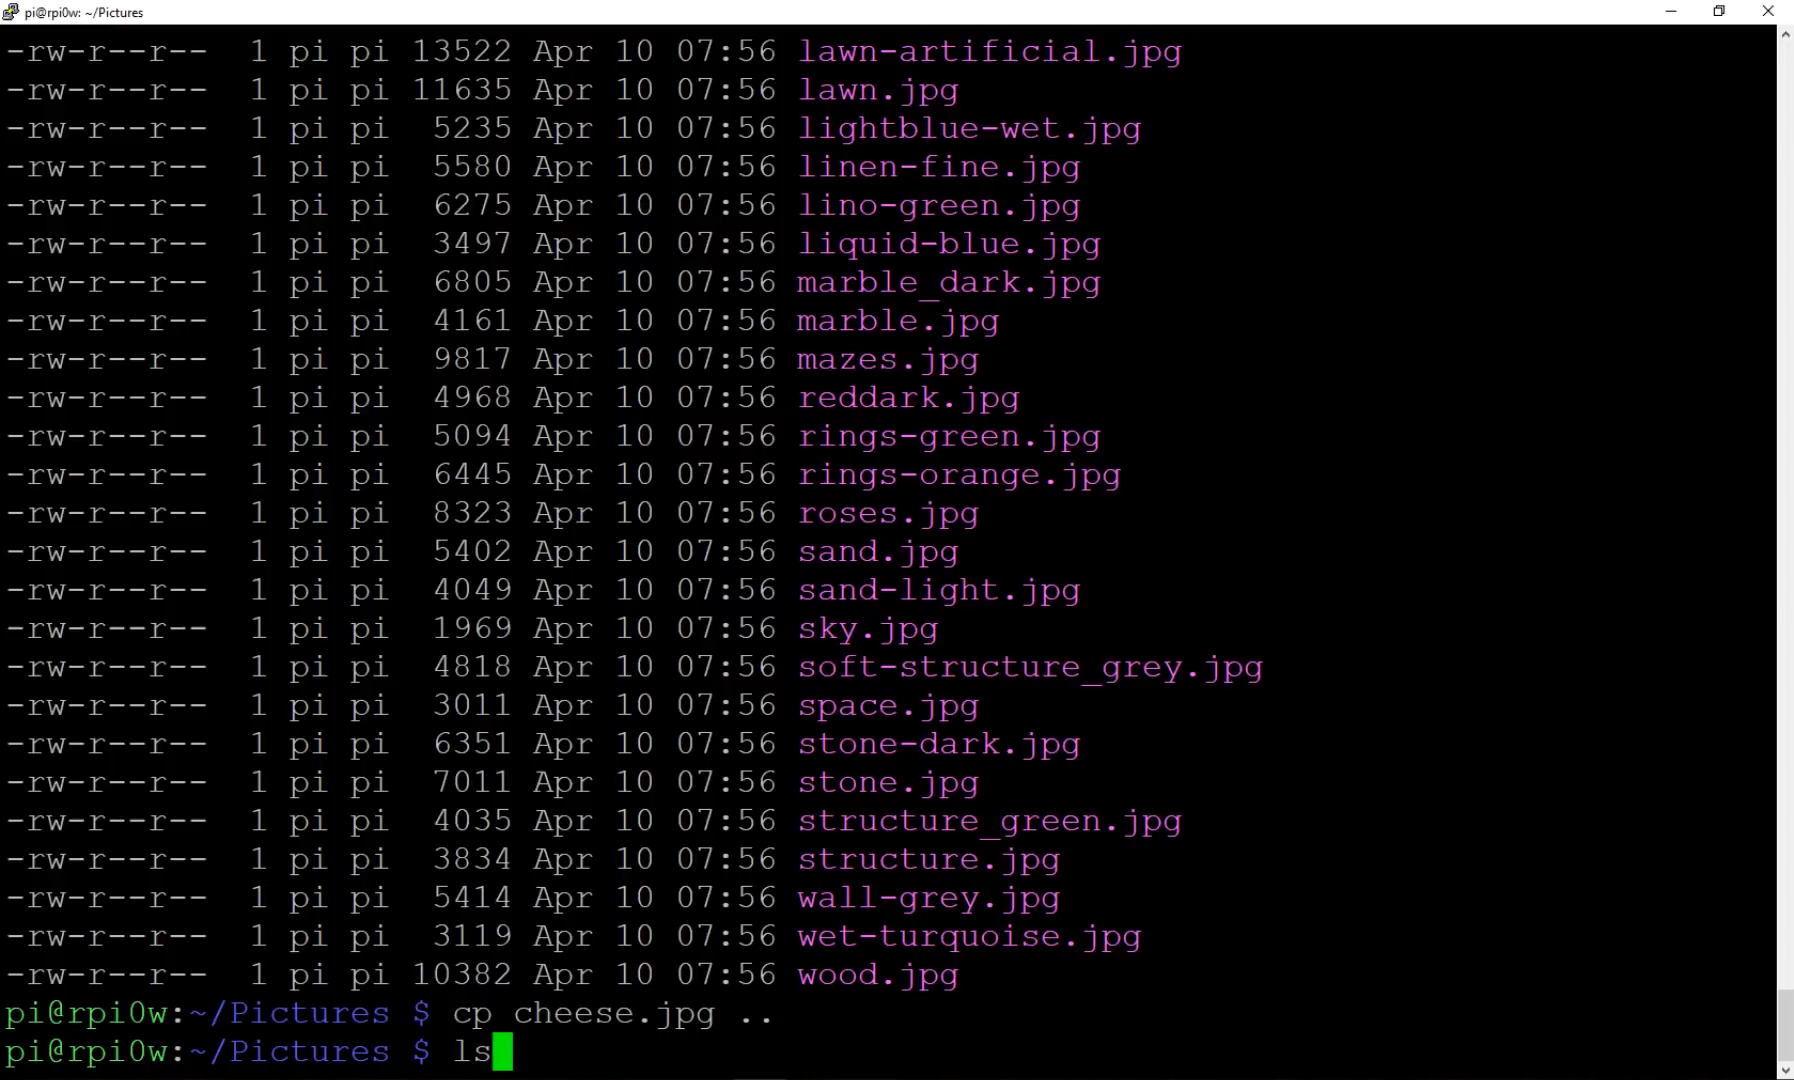 pi@rpi0w: ~/Pictures
-rw-r--r-- 1 pi pi 13522 Apr 10 07:56 lawn-artificial.jpg
-rw-r--r-- 1 pi pi 11635 Apr 10 07:56 lawn.jpg
-rw-r--r-- 1 pi pi 5235 Apr 10 07:56 lightblue-wet.jpg
-rw-r--r-- 1 pi pi 5580 Apr 10 07:56 linen-fine.jpg
-rw-r--r-- 1 pi pi 6275 Apr 10 07:56 lino-green.jpg
-rw-r--r-- 1 pi pi 3497 Apr 10 07:56 liquid-blue.jpg
-rw-r--r-- 1 pi pi 6805 Apr 10 07:56 marble_dark.jpg
-rw-r--r-- 1 pi pi 4161 Apr 10 07:56 marble.jpg
-rw-r--r-- 1 pi pi 9817 Apr 10 07:56 mazes.jpg
-rw-r--r-- 1 pi pi 4968 Apr 10 07:56 reddark.jpg
-rw-r--r-- 1 pi pi 5094 Apr 10 07:56 rings-green.jpg
-rw-r--r-- 1 pi pi 6445 Apr 10 07:56 rings-orange.jpg
-rw-r--r-- 1 pi pi 8323 Apr 10 07:56 roses.jpg
-rw-r--r-- 1 pi pi 5402 Apr 10 07:56 sand.jpg
-rw-r--r-- 1 pi pi 4049 Apr 10 07:56 sand-light.jpg
-rw-r--r-- 1 pi pi 1969 Apr 10 07:56 sky.jpg
-rw-r--r-- 1 pi pi 4818 Apr 10 07:56 soft-structure_grey.jpg
-rw-r--r-- 1 pi pi 3011 Apr 10 07:56 space.jpg
-rw-r--r-- 1 pi pi 6351 Apr 10 07:56 stone-dark.jpg
-rw-r--r-- 1 pi pi 7011 Apr 10 07:56 stone.jpg
-rw-r--r-- 1 pi pi 4035 Apr 10 07:56 structure_green.jpg
-rw-r--r-- 1 pi pi 3834 Apr 10 07:56 structure.jpg
-rw-r--r-- 1 pi pi 5414 Apr 10 07:56 wall-grey.jpg
-rw-r--r-- 1 pi pi 3119 Apr 10 07:56 wet-turquoise.jpg
-rw-r--r-- 1 pi pi 10382 Apr 10 07:56 wood.jpg
pi@rpi0w:~/Pictures $ cp cheese.jpg ..
pi@rpi0w:~/Pictures $ ls